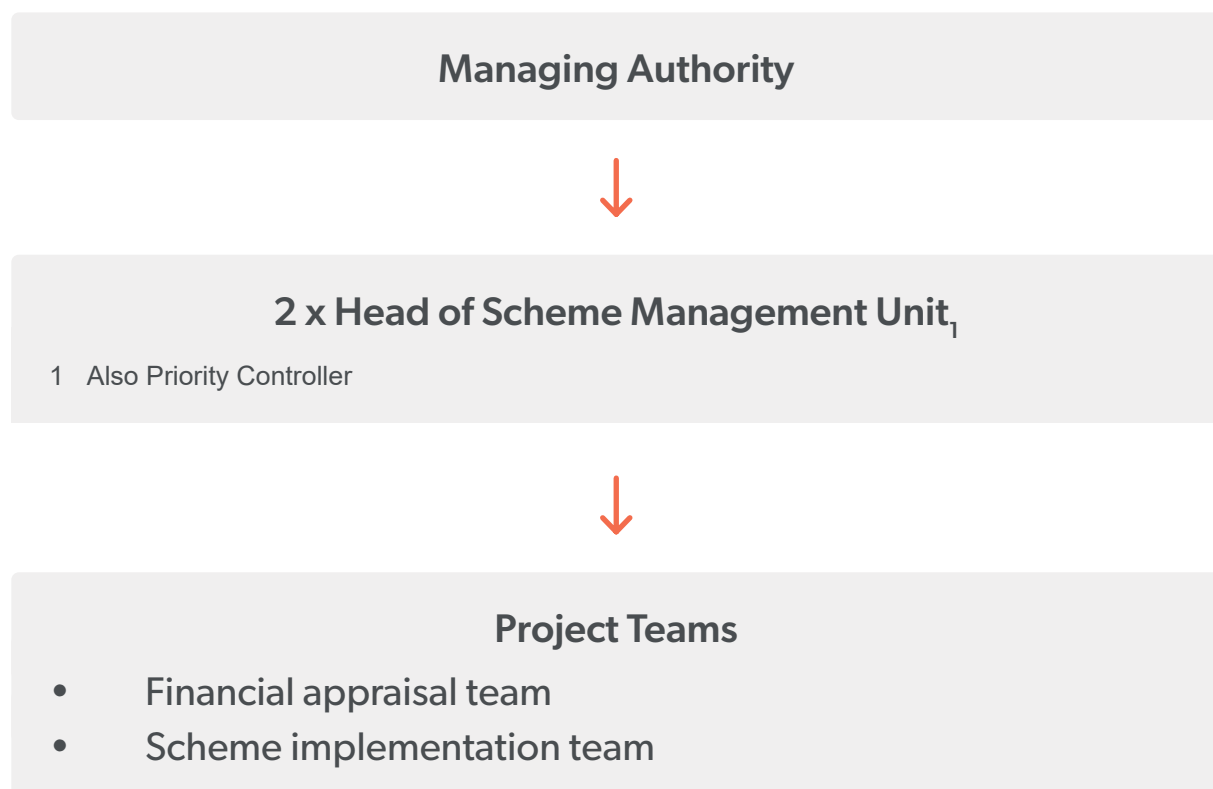 Managing Authority
2 x Head of Scheme Management Unit₁
1 Also Priority Controller
Project Teams
• Financial appraisal team
• Scheme implementation team